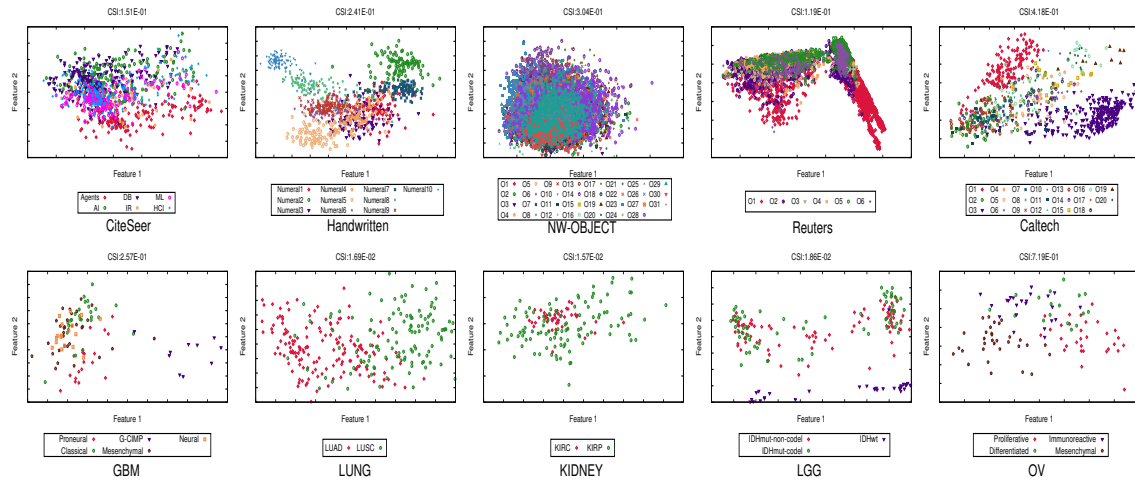 CSI:1.51E-01
Feature 2
Feature 1
Agents DB ML
AI IR HCI
CiteSeer
CSI:2.41E-01
Feature 2
Feature 1
Numeral1 Numeral4 Numeral7 Numeral10
Numeral2 Numeral5 Numeral8
Numeral3 Numeral6 Numeral9
Handwritten
CSI:3.04E-01
Feature 2
Feature 1
O1 O5 O9 O13 O17 O21 O25 O29
O2 O6 O10 O14 O18 O22 O26 O30
O3 O7 O11 O15 O19 O23 O27 O31
O4 O8 O12 O16 O20 O24 O28
NW-OBJECT
CSI:1.19E-01
Feature 2
Feature 1
O1 O2 O3 O4 O5 O6
Reuters
CSI:4.18E-01
Feature 2
Feature 1
O1 O4 O7 O10 O13 O16 O19
O2 O5 O8 O11 O14 O17 O20
O3 O6 O9 O12 O15 O18
Caltech
CSI:2.57E-01
Feature 2
Feature 1
Proneural G-CIMP Neural
Classical Mesenchymal
GBM
CSI:1.69E-02
Feature 2
Feature 1
LUAD LUSC
LUNG
CSI:1.57E-02
Feature 2
Feature 1
KIRC KIRP
KIDNEY
CSI:1.86E-02
Feature 2
Feature 1
IDHmut-non-codel IDHwt
IDHmut-codel
LGG
CSI:7.19E-01
Feature 2
Feature 1
Proliferative Immunoreactive
Differentiated Mesenchymal
OV